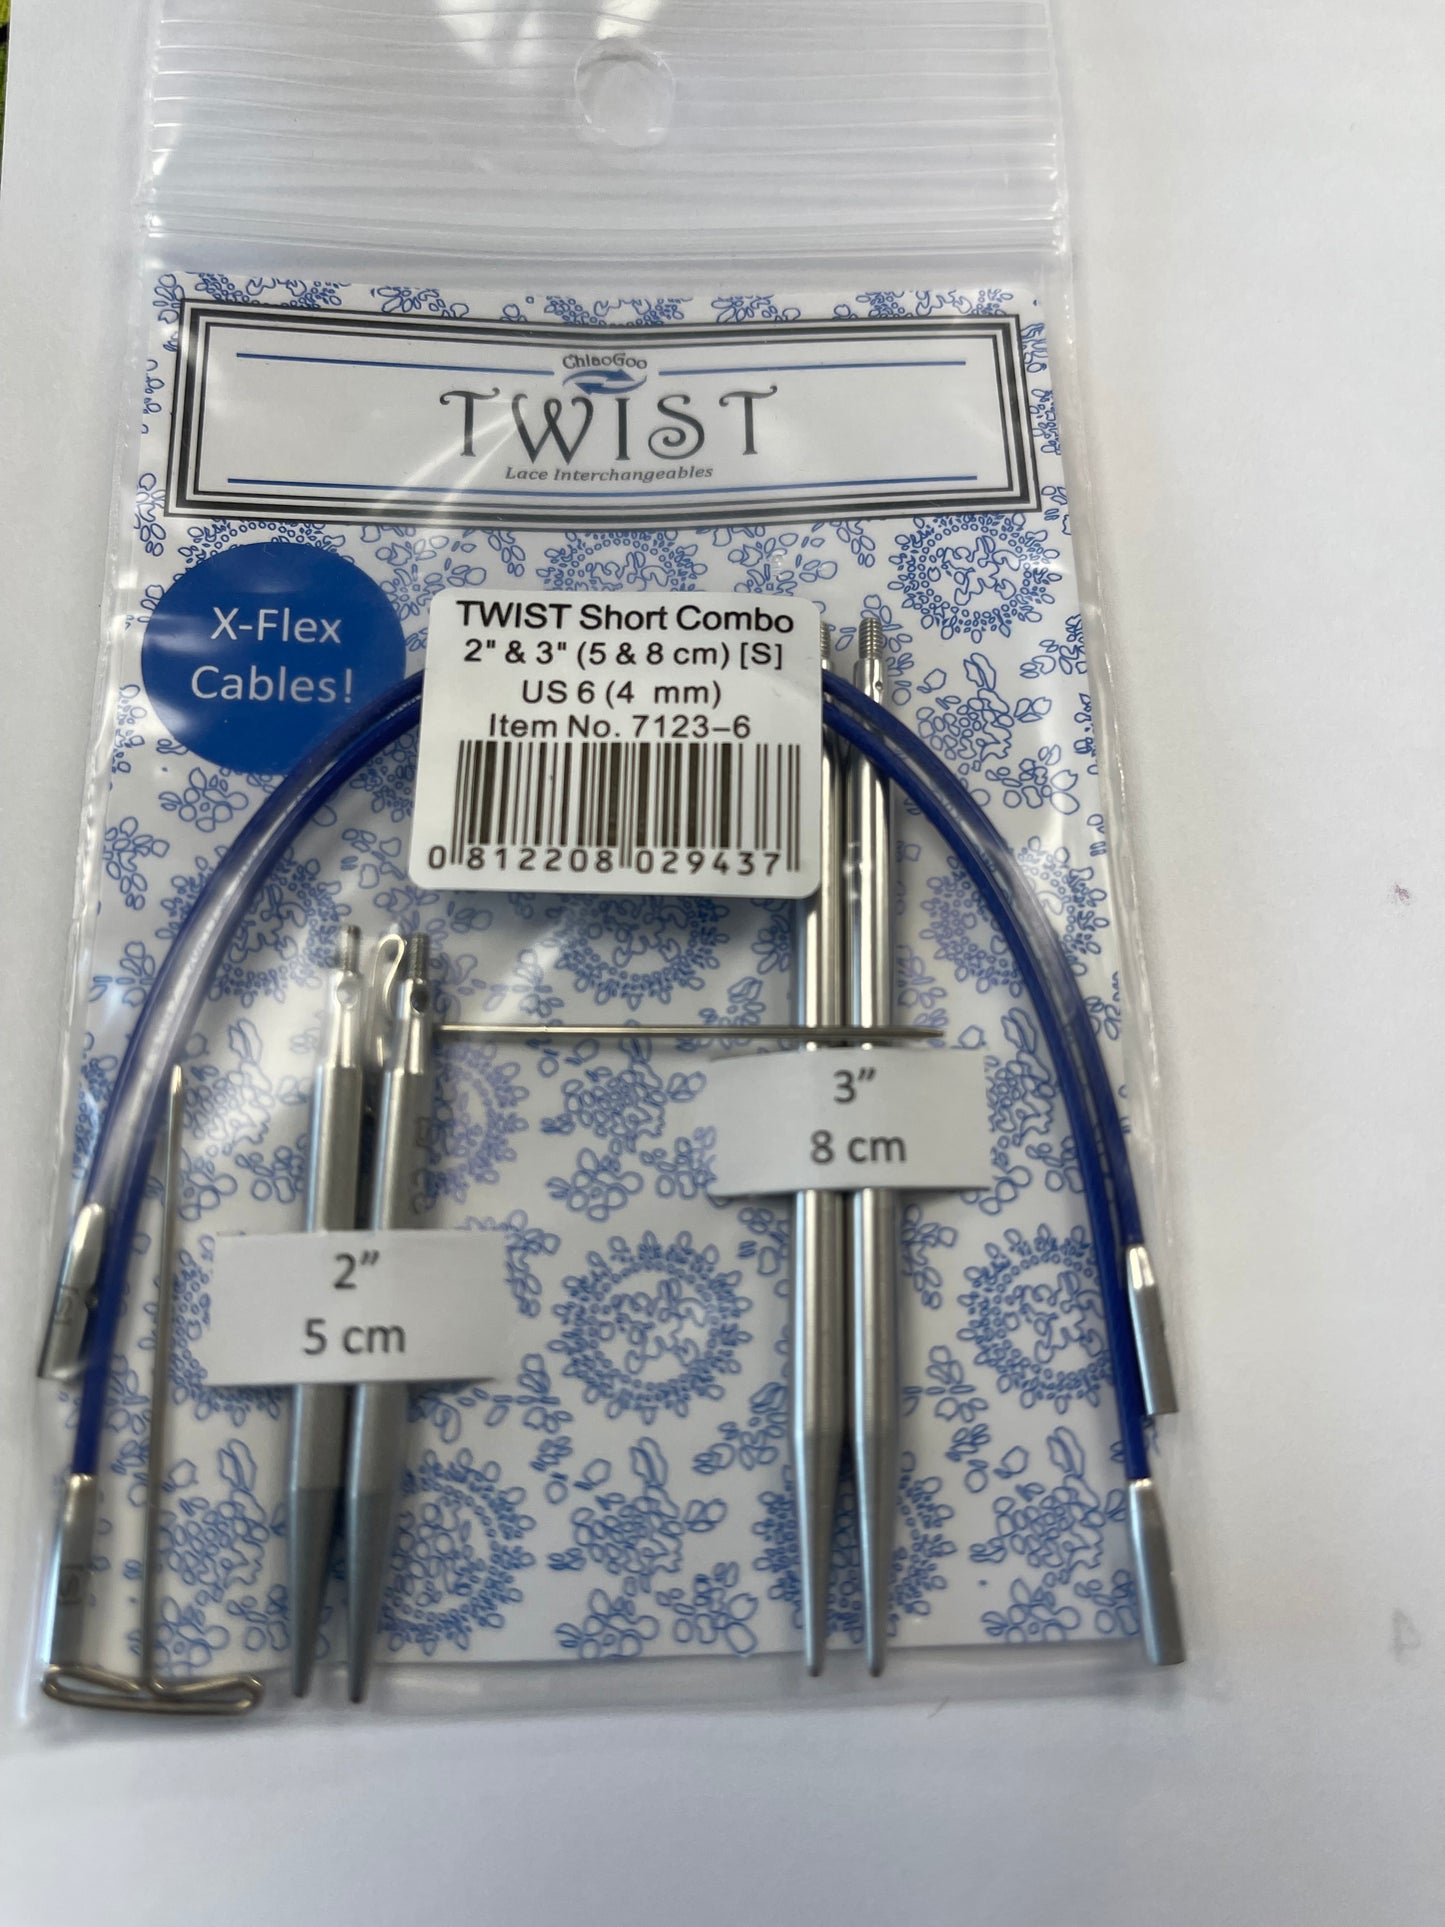 ChiaoGoo
TWIST
Lace Interchangeables
X-Flex
Cables!
TWIST Short Combo
2" & 3" (5 & 8 cm) [S]
US 6 (4 mm)
Item No. 7123-6
0 812208 029437
3"
8 cm
2"
5 cm
[S]
[S]
4